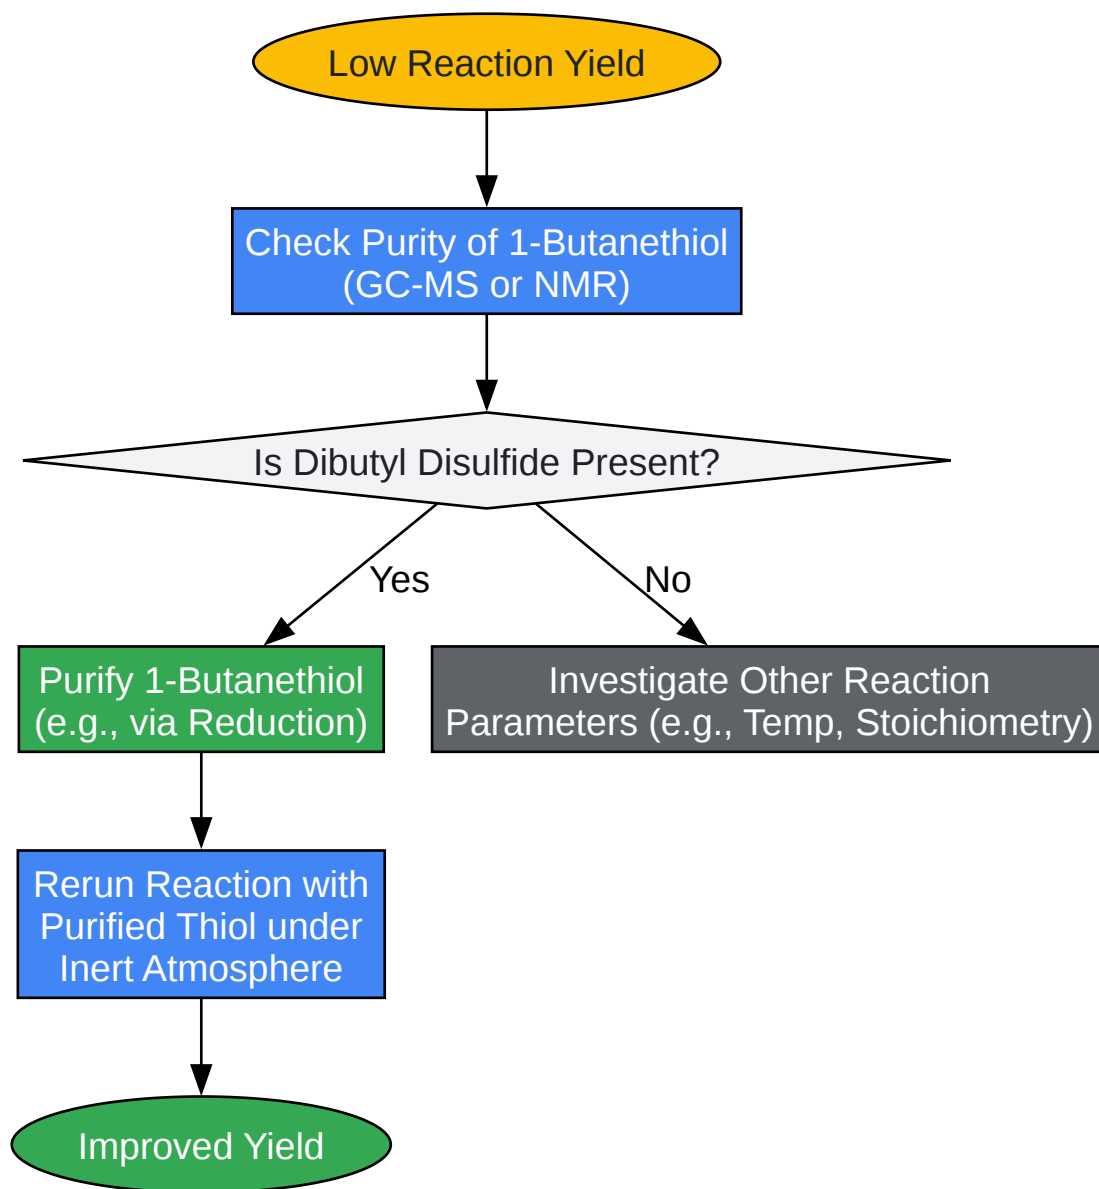 Low Reaction Yield
Check Purity of 1-Butanethiol
(GC-MS or NMR)
Is Dibutyl Disulfide Present?
Yes
No
Purify 1-Butanethiol
(e.g., via Reduction)
Investigate Other Reaction
Parameters (e.g., Temp, Stoichiometry)
Rerun Reaction with
Purified Thiol under
Inert Atmosphere
Improved Yield